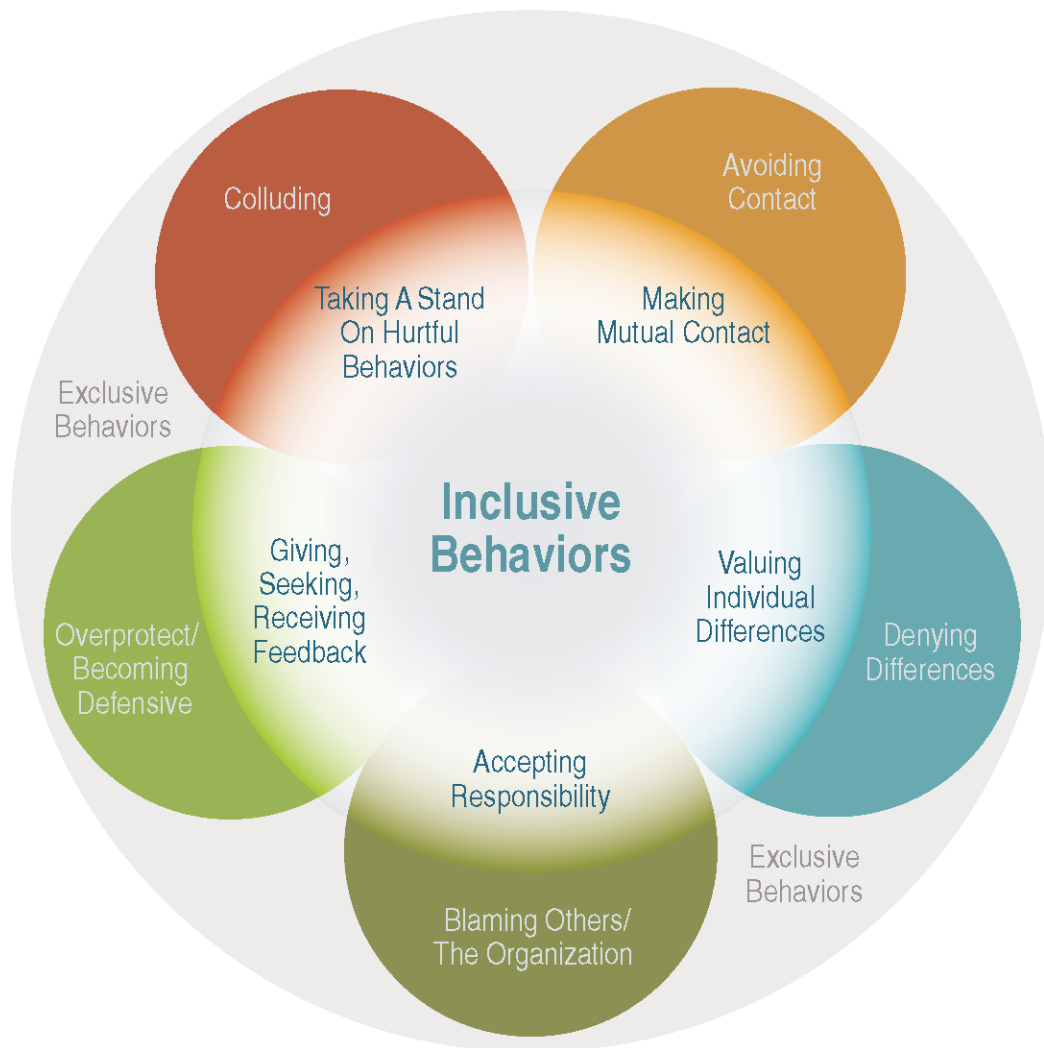 Colluding
Avoiding
Contact
Taking A Stand
On Hurtful
Behaviors
Making
Mutual Contact
Exclusive
Behaviors
Inclusive
Behaviors
Giving,
Seeking,
Receiving
Feedback
Valuing
Individual
Differences
Overprotect/
Becoming
Defensive
Denying
Differences
Accepting
Responsibility
Exclusive
Behaviors
Blaming Others/
The Organization